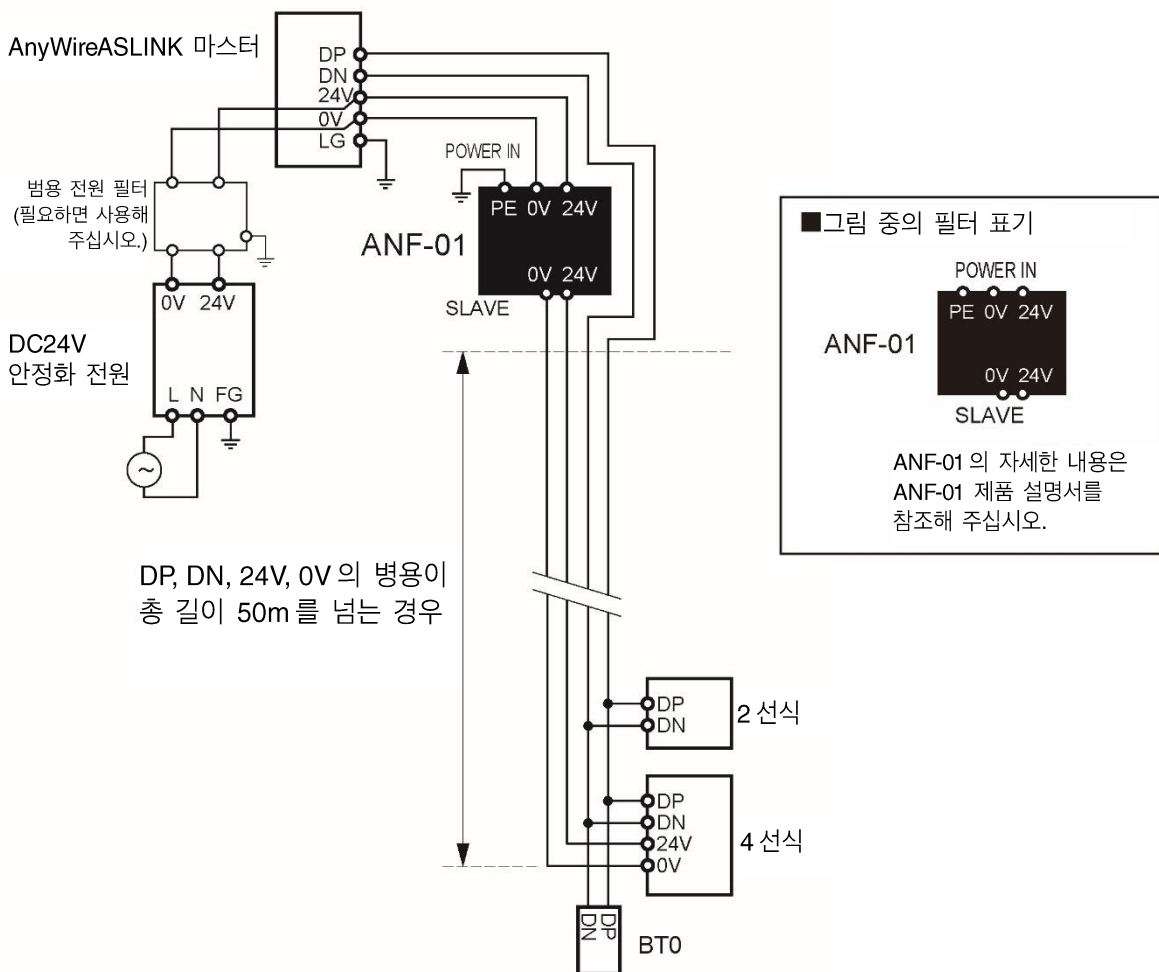 AnyWireASLINK 마스터
DP
DN
24V
0V
LG
범용 전원 필터
(필요하면 사용해
주십시오.)
0V 24V
DC24V
안정화 전원
L N FG
POWER IN
PE 0V 24V
ANF-01
0V 24V
SLAVE
■그림 중의 필터 표기
POWER IN
PE 0V 24V
ANF-01
0V 24V
SLAVE
ANF-01 의 자세한 내용은
ANF-01 제품 설명서를
참조해 주십시오.
DP, DN, 24V, 0V 의 병용이
총 길이 50m 를 넘는 경우
DP
DN
2 선식
DP
DN
24V
0V
4 선식
DP
DN
BT0